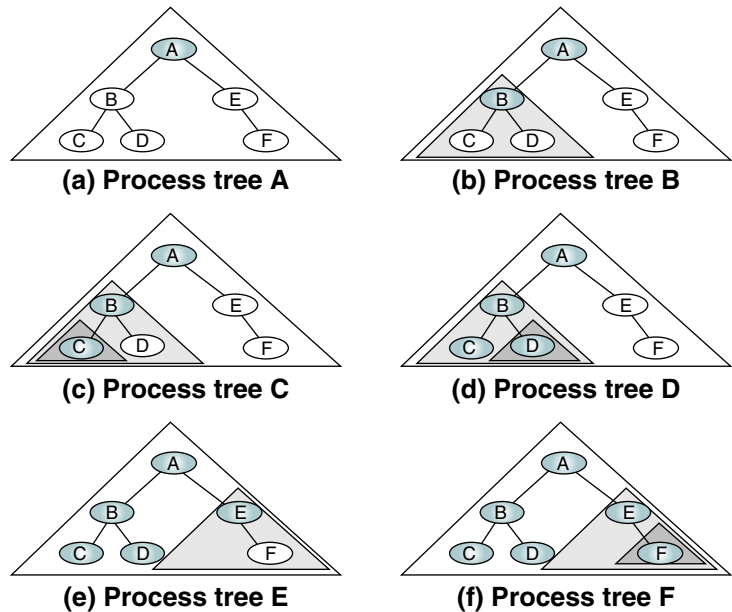 A A
B E B E
C D F C D F
(a) Process tree A (b) Process tree B
A A
B E B E
C D F C D F
(c) Process tree C (d) Process tree D
A A
B E B E
C D F C D F
(e) Process tree E (f) Process tree F